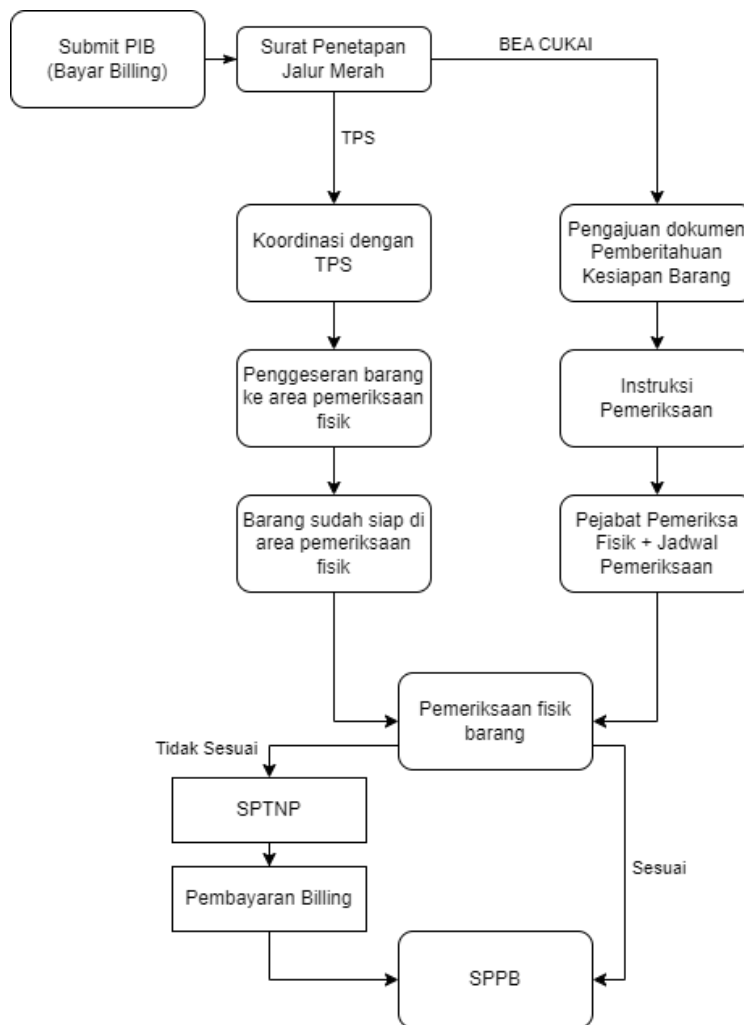 Submit PIB
(Bayar Billing)
Surat Penetapan
Jalur Merah
BEA CUKAI
TPS
Koordinasi dengan
TPS
Pengajuan dokumen
Pemberitahuan
Kesiapan Barang
Penggeseran barang
ke area pemeriksaan
fisik
Instruksi
Pemeriksaan
Barang sudah siap di
area pemeriksaan
fisik
Pejabat Pemeriksa
Fisik + Jadwal
Pemeriksaan
Pemeriksaan fisik
barang
Tidak Sesuai
SPTNP
Pembayaran Billing
Sesuai
SPPB